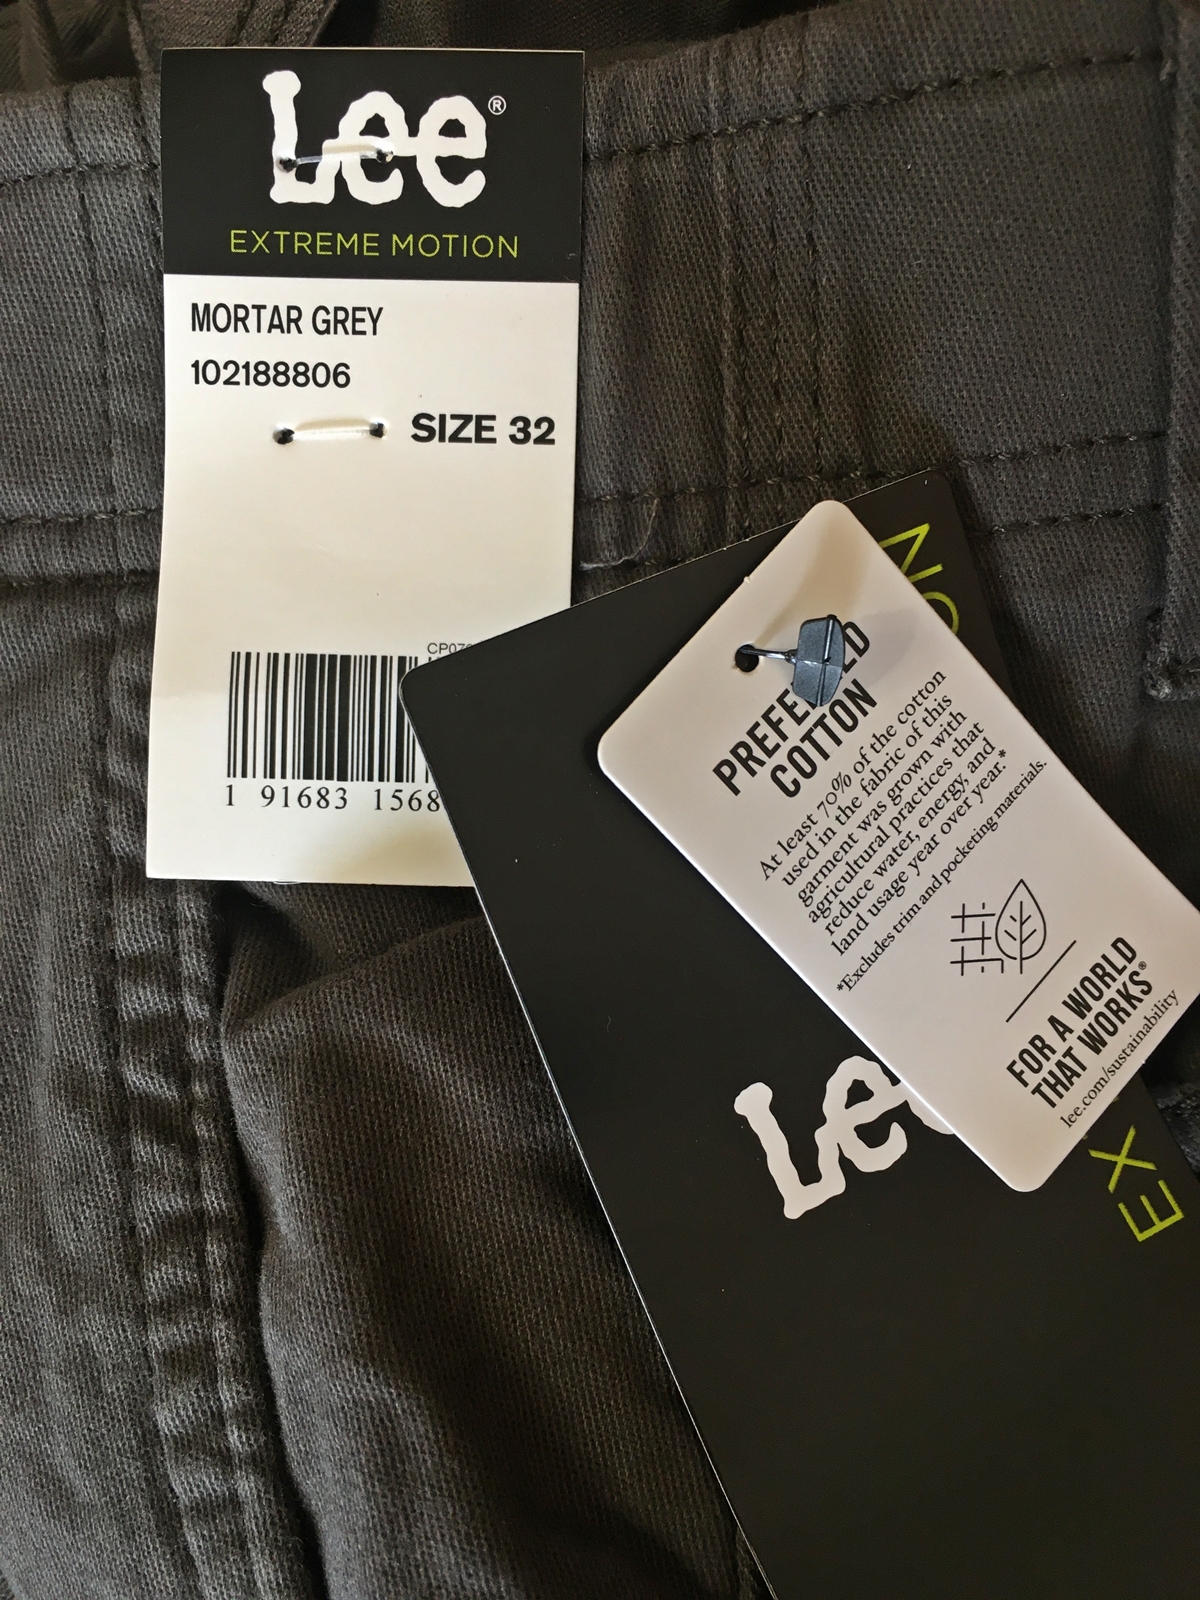 Lee®
EXTREME MOTION
MORTAR GREY
102188806
SIZE 32
1 91683 1568
COTTON
At least 70% of the cotton
used in the fabric of this
garment was grown with
agricultural practices that
reduce water, energy, and
land usage year over year.*
*Excludes trim and pocketing materials.
FOR A WORLD
THAT WORKS®
lee.com/sustainability
Lee
EX
ON